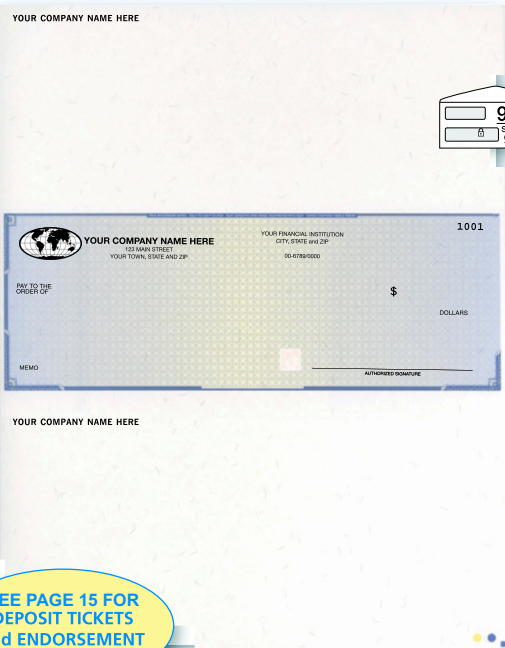 YOUR COMPANY NAME HERE
9
S
1001
YOUR COMPANY NAME HERE
123 MAIN STREET
YOUR TOWN, STATE AND ZIP
YOUR FINANCIAL INSTITUTION
CITY, STATE and ZIP
00-6789/0000
PAY TO THE
ORDER OF
$
DOLLARS
MEMO
AUTHORIZED SIGNATURE
YOUR COMPANY NAME HERE
EE PAGE 15 FOR
DEPOSIT TICKETS
d ENDORSEMENT